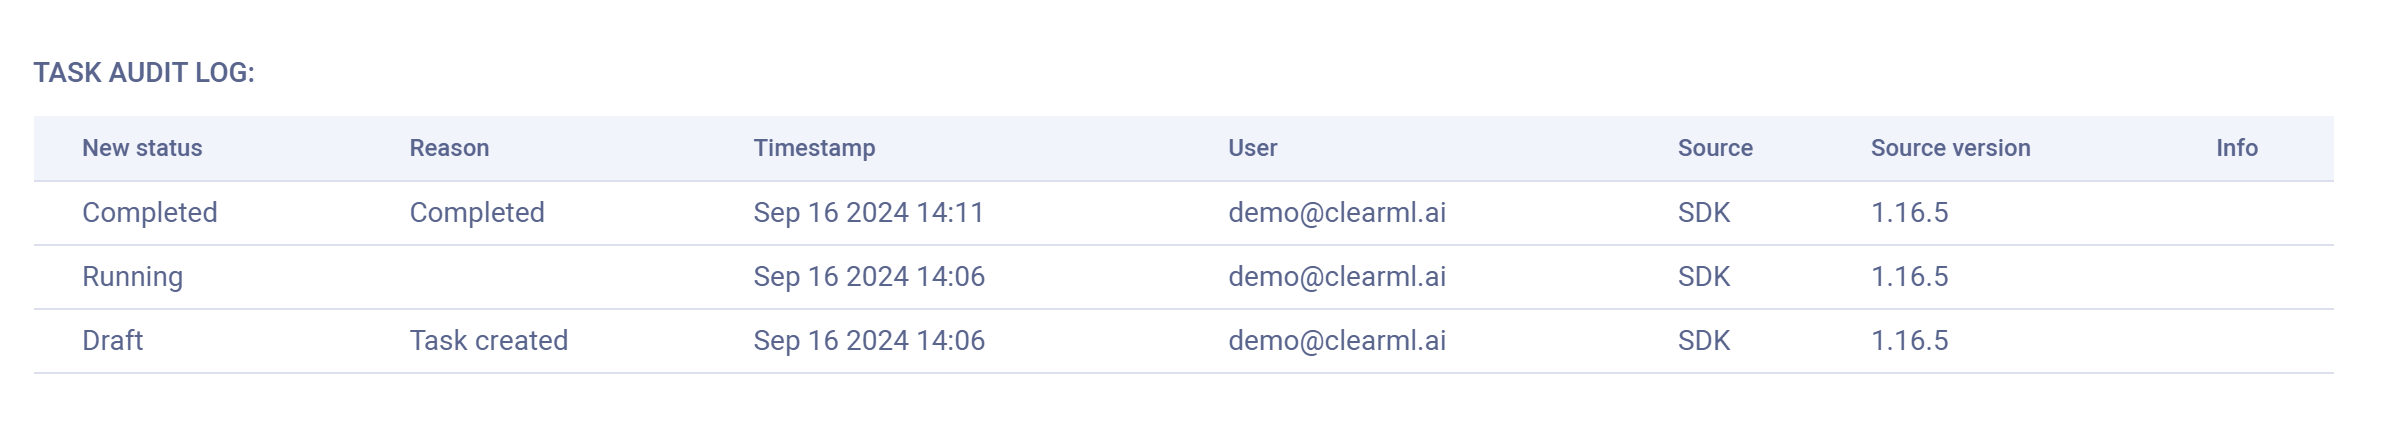 TASK AUDIT LOG:
New status Reason Timestamp User Source Source version Info
Completed Completed Sep 16 2024 14:11 demo@clearml.ai SDK 1.16.5
Running Sep 16 2024 14:06 demo@clearml.ai SDK 1.16.5
Draft Task created Sep 16 2024 14:06 demo@clearml.ai SDK 1.16.5